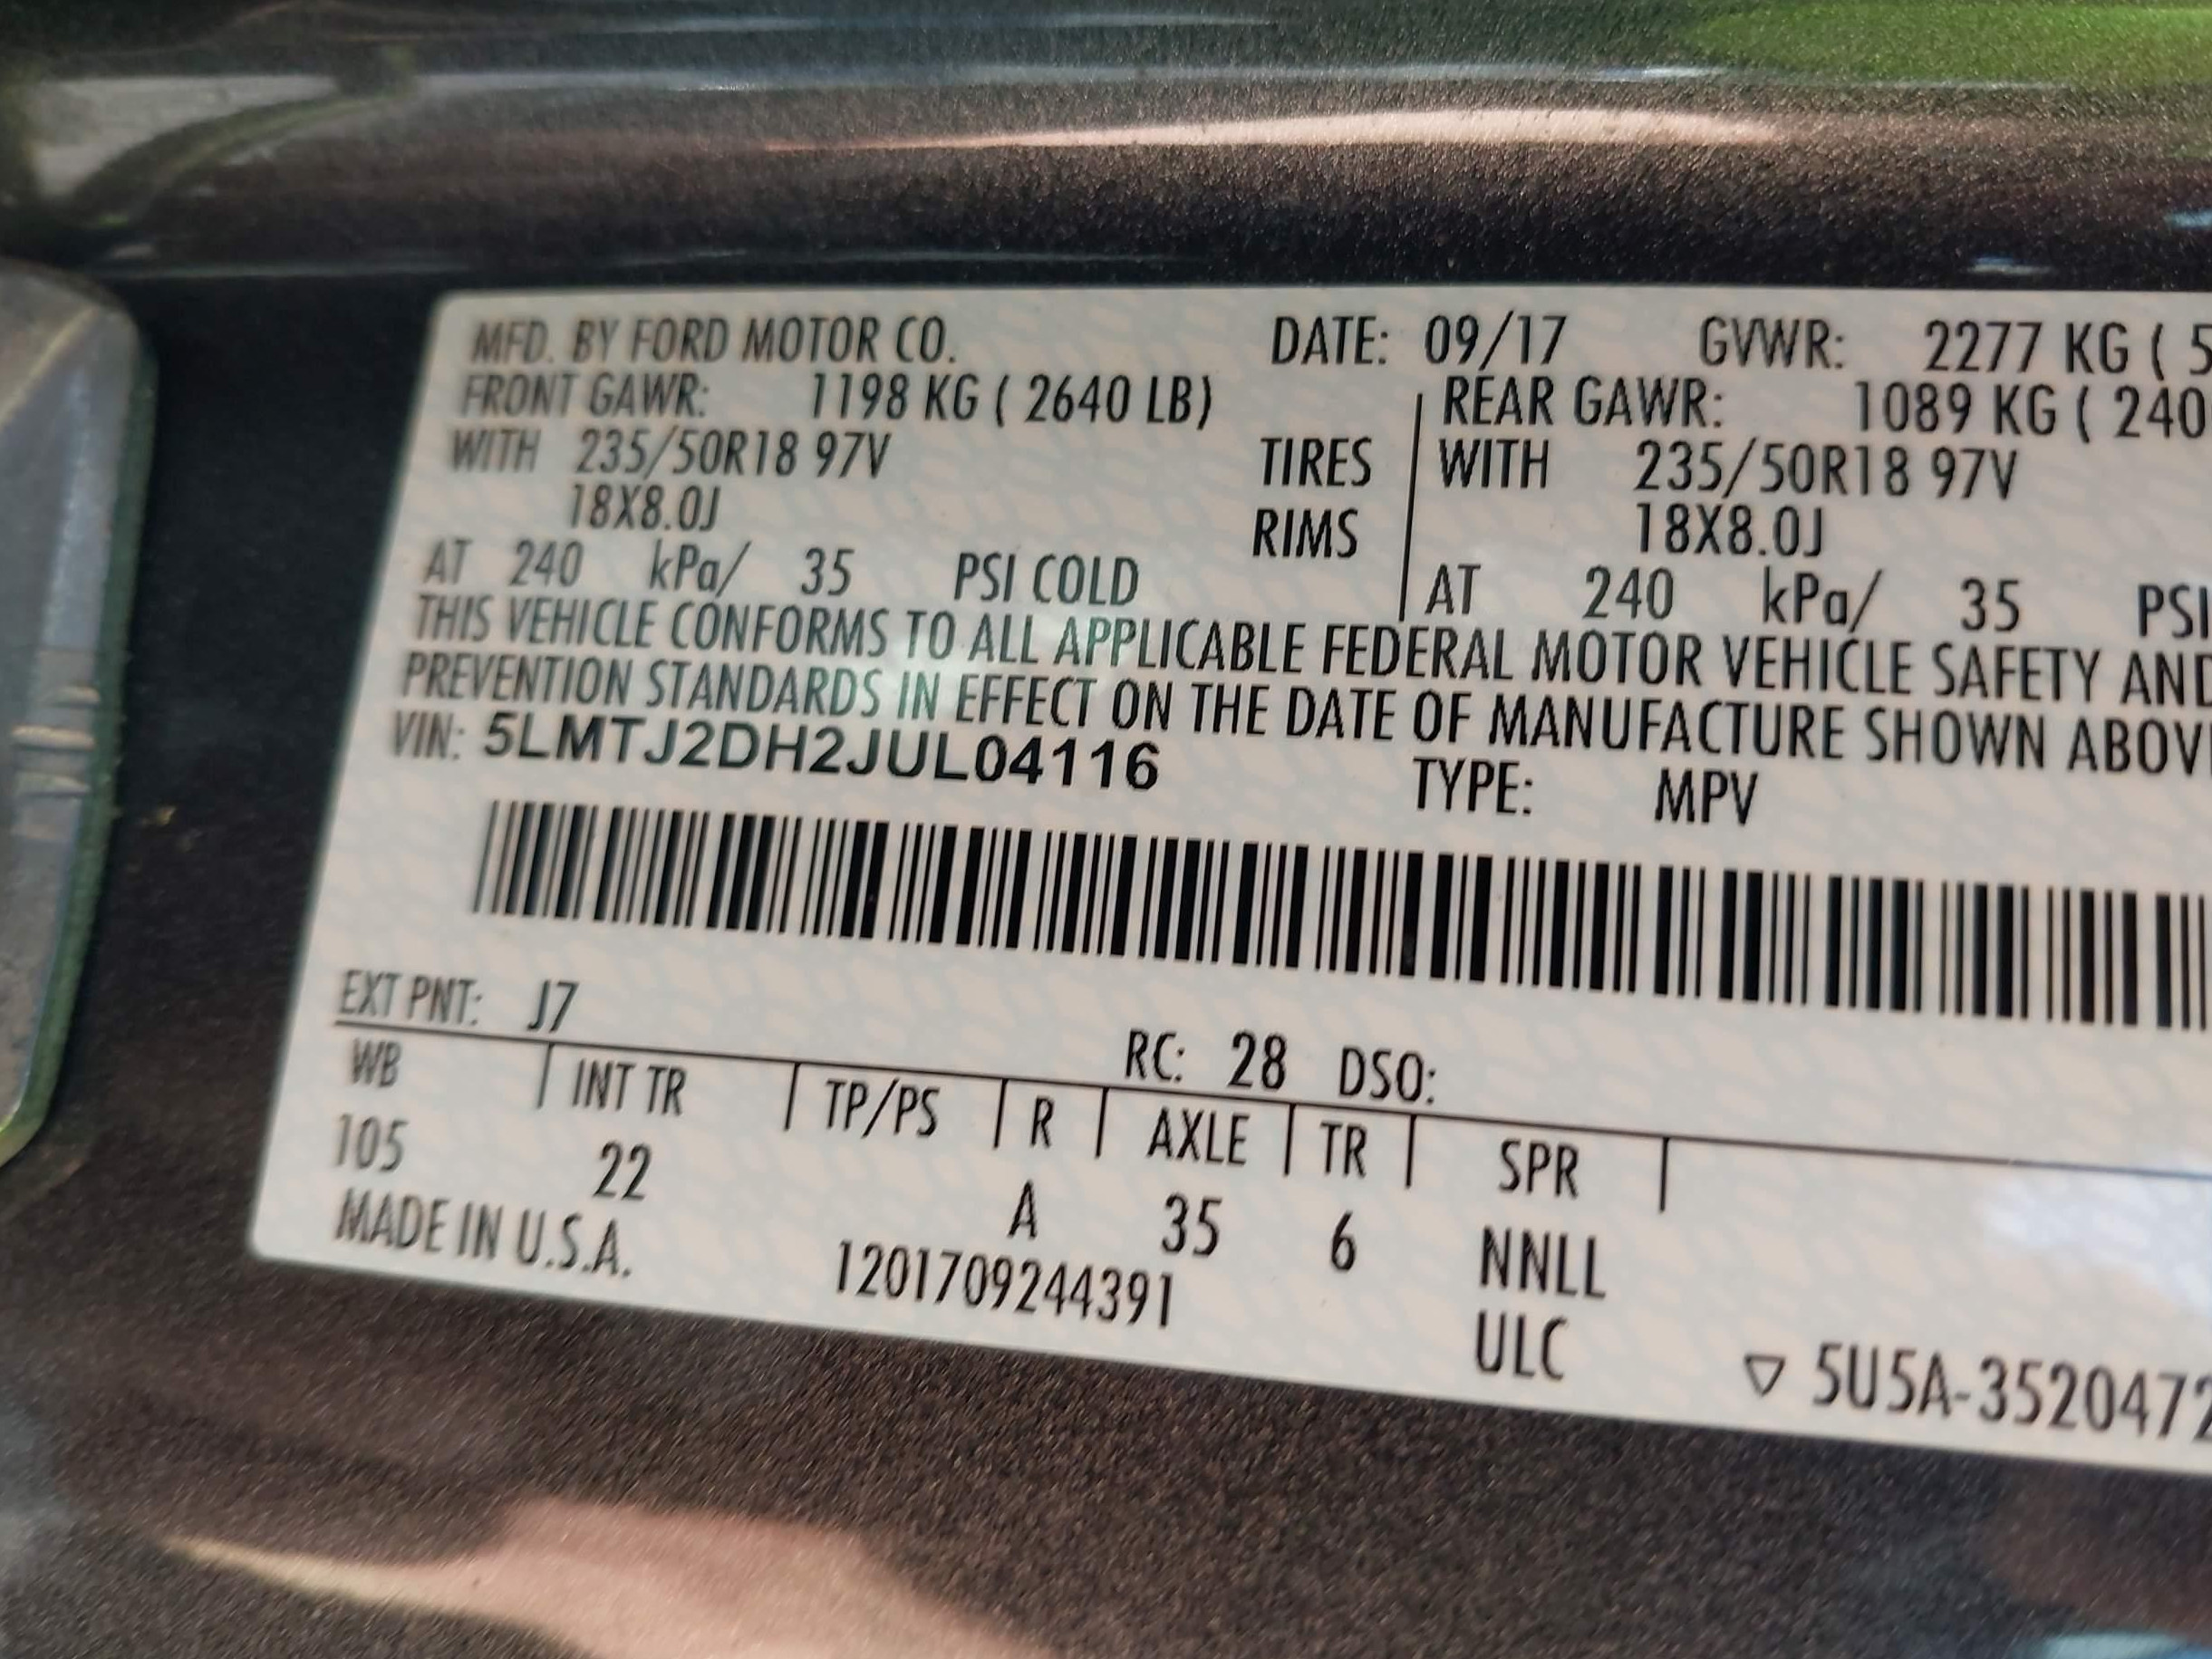 MFD. BY FORD MOTOR CO. DATE: 09/17 GVWR: 2277 KG ( 5
FRONT GAWR: 1198 KG ( 2640 LB) REAR GAWR: 1089 KG ( 240
WITH 235/50R18 97V TIRES WITH 235/50R18 97V
18X8.0J RIMS 18X8.0J
AT 240 kPa/ 35 PSI COLD AT 240 kPa/ 35 PSI
THIS VEHICLE CONFORMS TO ALL APPLICABLE FEDERAL MOTOR VEHICLE SAFETY AND
PREVENTION STANDARDS IN EFFECT ON THE DATE OF MANUFACTURE SHOWN ABOV
VIN: 5LMTJ2DH2JUL04116 TYPE: MPV
EXT PNT: J7 RC: 28 DSO:
WB INT TR TP/PS R AXLE TR SPR
105 22 A 35 6 NNLL
MADE IN U.S.A. 1201709244391 ULC
▽ 5U5A-3520472